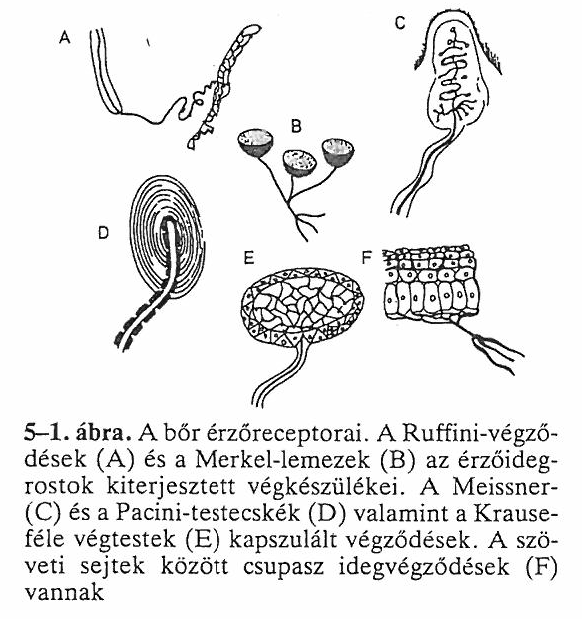 A
C
B
D
E
F
5–1. ábra. A bőr érzőreceptorai. A Ruffini-végző-
dések (A) és a Merkel-lemezek (B) az érzőideg-
rostok kiterjesztett végkészülékei. A Meissner-
(C) és a Pacini-testecskék (D) valamint a Krause-
féle végtestek (E) kapszulált végződések. A szö-
veti sejtek között csupasz idegvégződések (F)
vannak